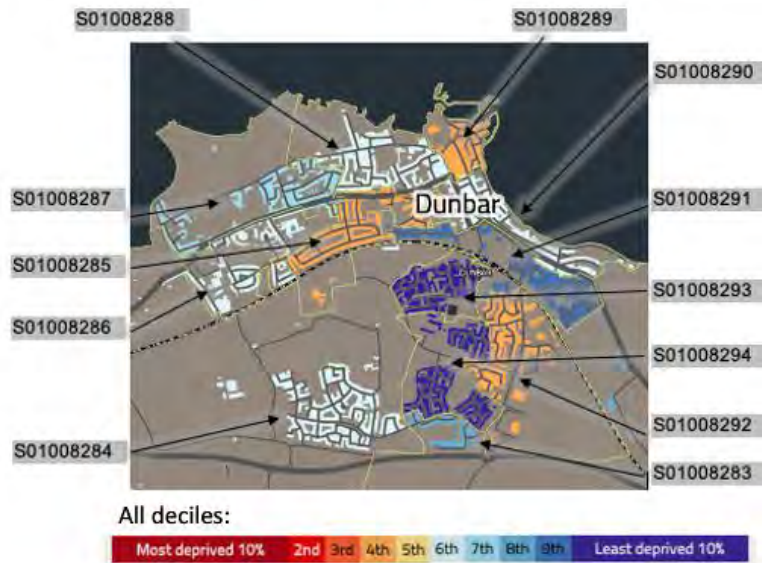 S01008288
S01008289
S01008290
S01008287
S01008291
Dunbar
S01008285
S01008293
S01008286
S01008294
S01008292
S01008284
S01008283
All deciles:
Most deprived 10% 2nd 3rd 4th 5th 6th 7th 8th 9th Least deprived 10%